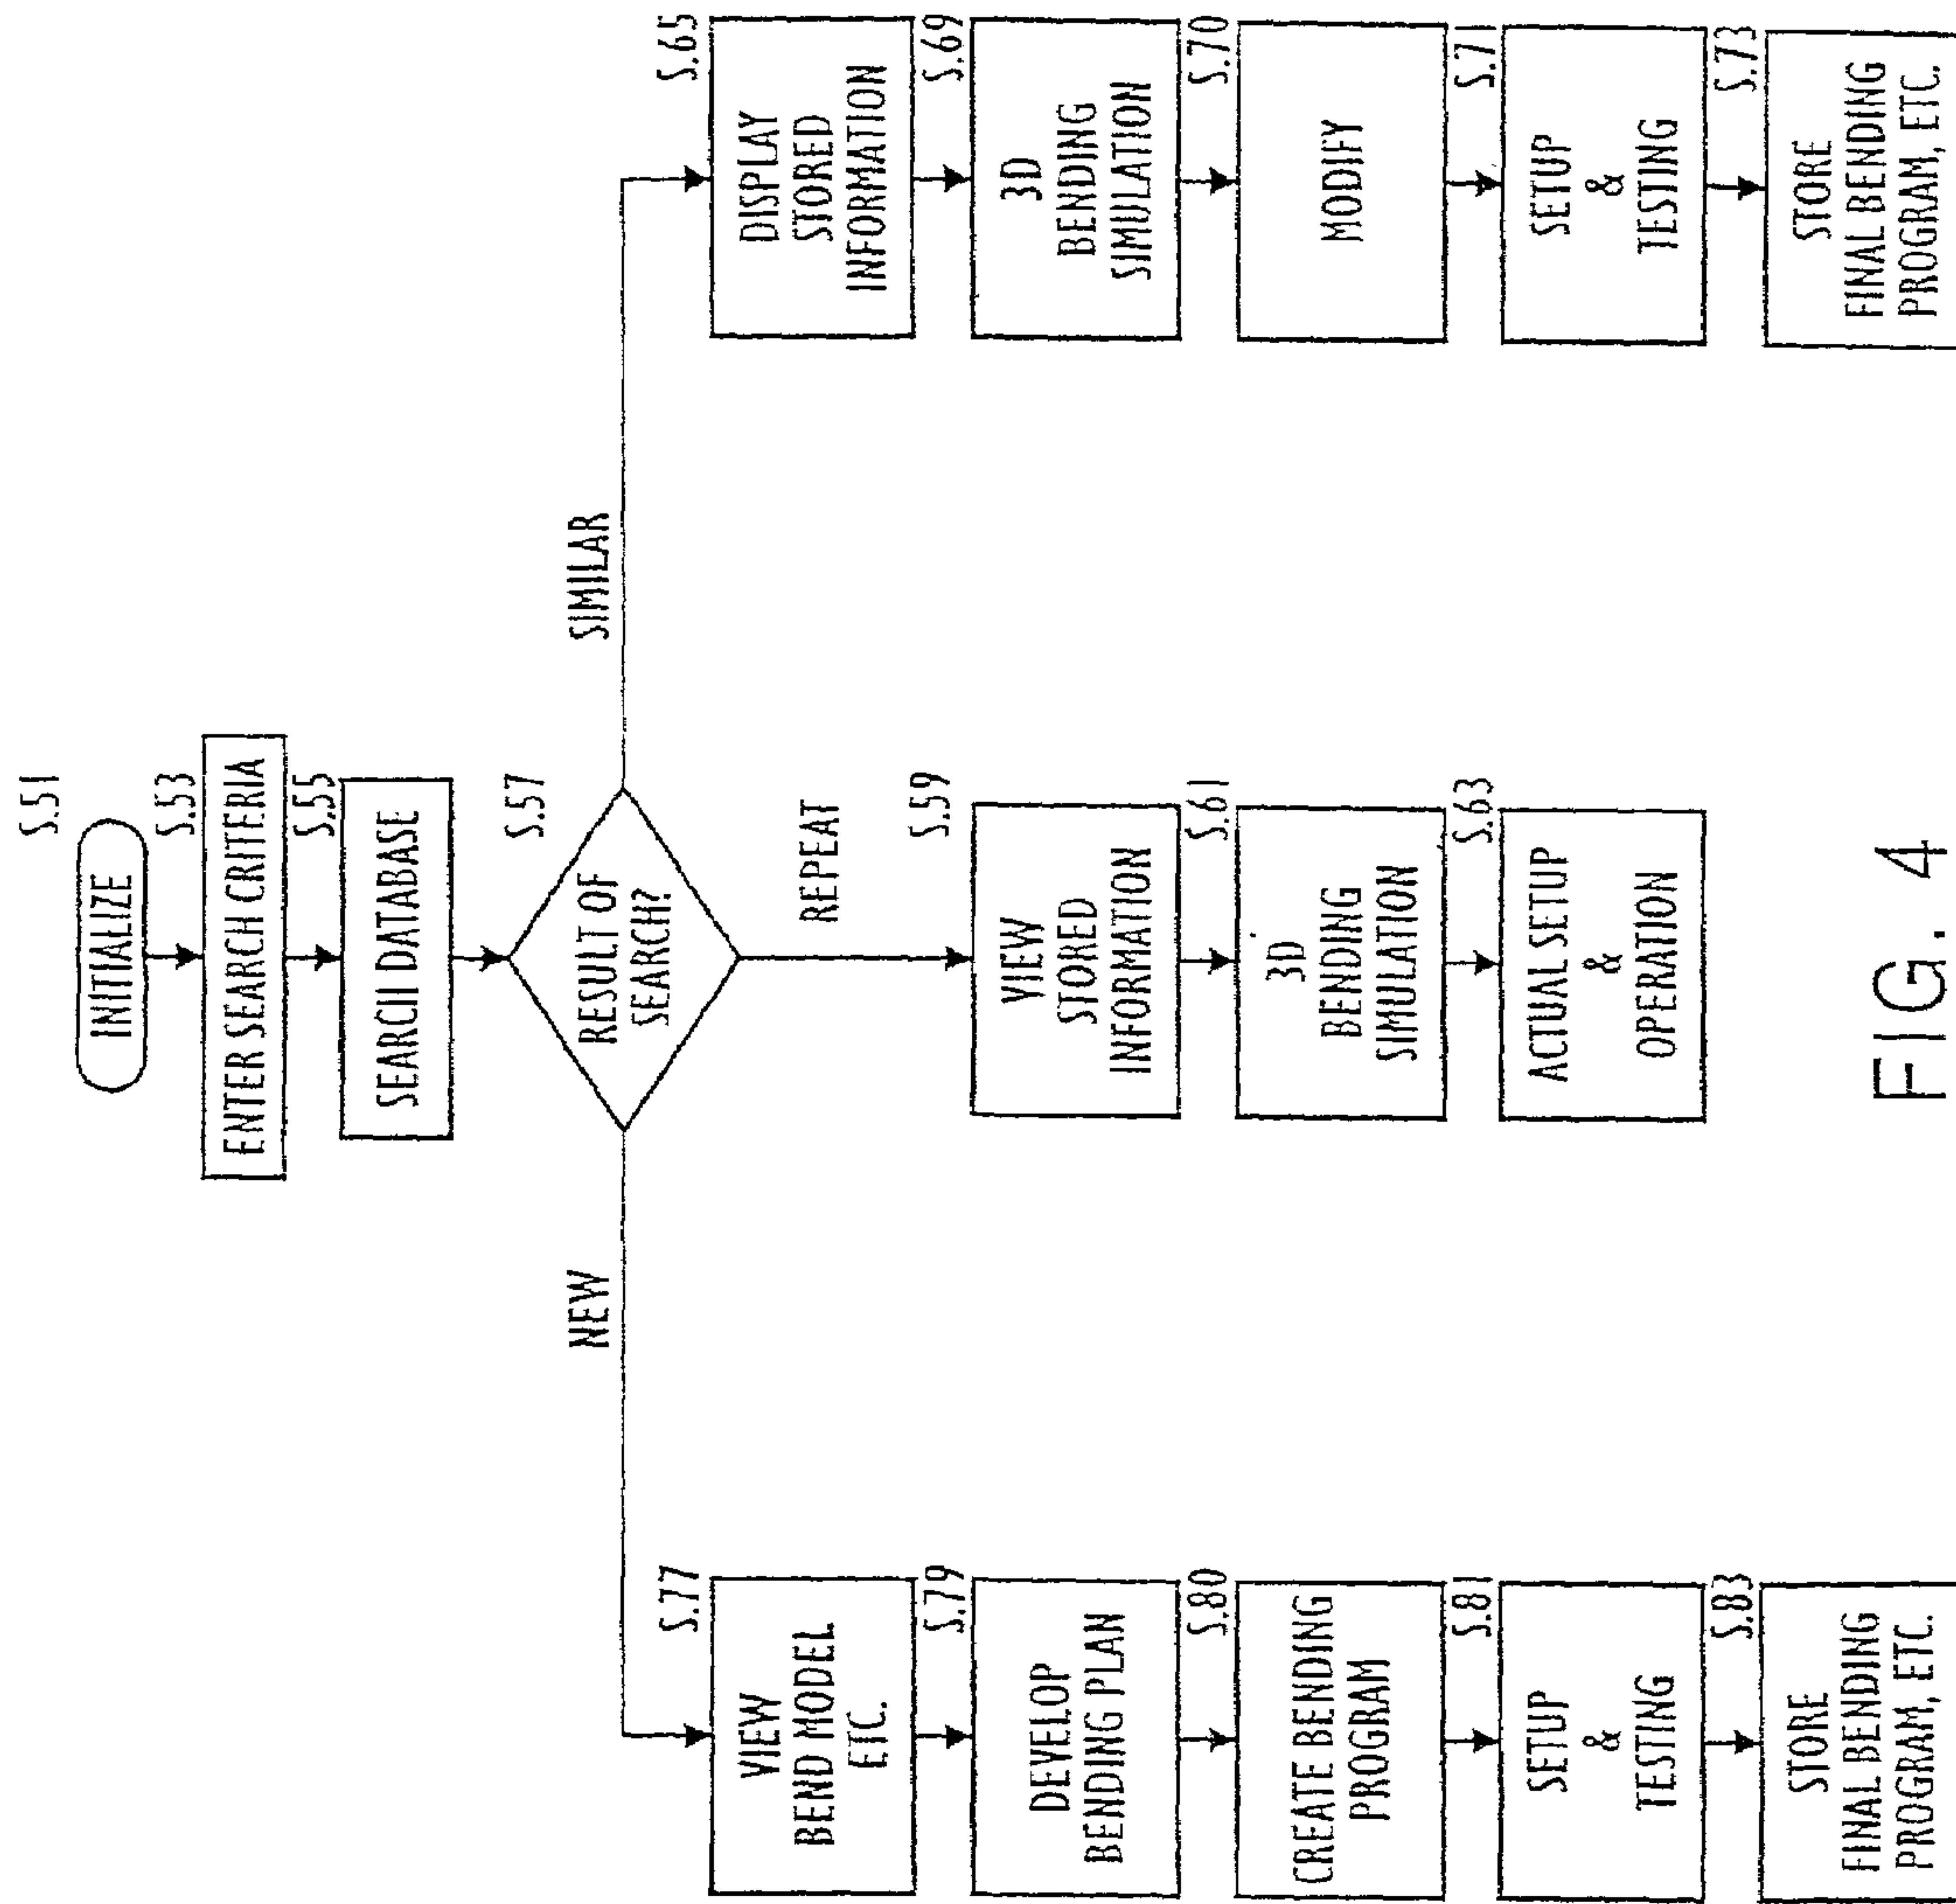 S.51
INITIALIZE
S.53
ENTER SEARCH CRITERIA
S.55
SEARCH DATABASE
S.57
RESULT OF
SEARCH?
NEW
REPEAT
SIMILAR
S.77
VIEW
BEND MODEL
ETC.
S.79
DEVELOP
BENDING PLAN
S.80
CREATE BENDING
PROGRAM
S.81
SETUP
&
TESTING
S.83
STORE
FINAL BENDING
PROGRAM, ETC.
S.59
VIEW
STORED
INFORMATION
S.61
3D
BENDING
SIMULATION
S.63
ACTUAL SETUP
&
OPERATION
S.65
DISPLAY
STORED
INFORMATION
S.69
3D
BENDING
SIMULATION
S.70
MODIFY
S.71
SETUP
&
TESTING
S.73
STORE
FINAL BENDING
PROGRAM, ETC.
FIG. 4